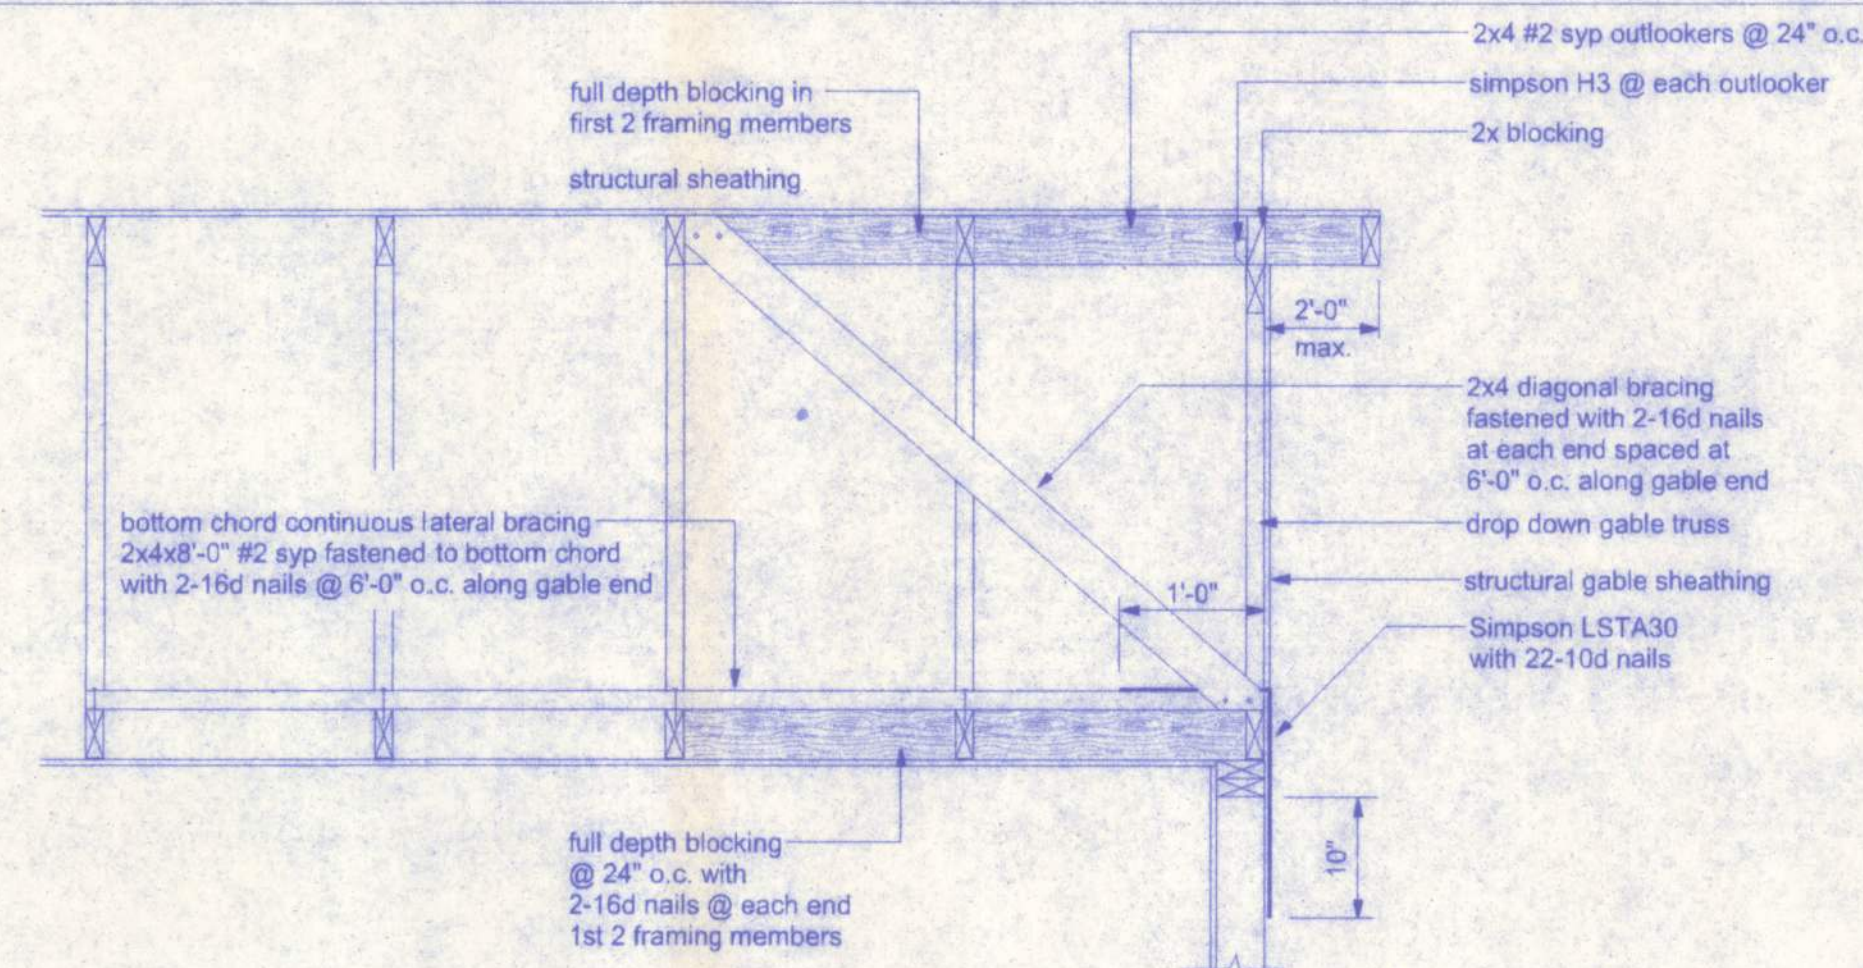 2x4 #2 syp outlookers @ 24" o.c.
simpson H3 @ each outlooker
2x blocking
full depth blocking in
first 2 framing members
structural sheathing
2'-0"
max.
2x4 diagonal bracing
fastened with 2-16d nails
at each end spaced at
6'-0" o.c. along gable end
drop down gable truss
structural gable sheathing
Simpson LSTA30
with 22-10d nails
bottom chord continuous lateral bracing
2x4x8'-0" #2 syp fastened to bottom chord
with 2-16d nails @ 6'-0" o.c. along gable end
1'-0"
10"
full depth blocking
@ 24" o.c. with
2-16d nails @ each end
1st 2 framing members